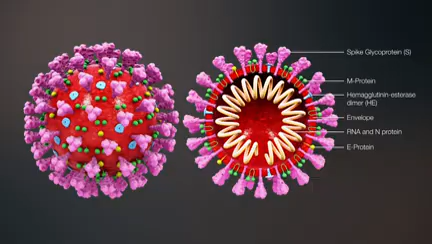 Spike Glycoprotein (S)
M-Protein
Hemagglutinin-esterase
dimer (HE)
Envelope
RNA and N protein
E-Protein